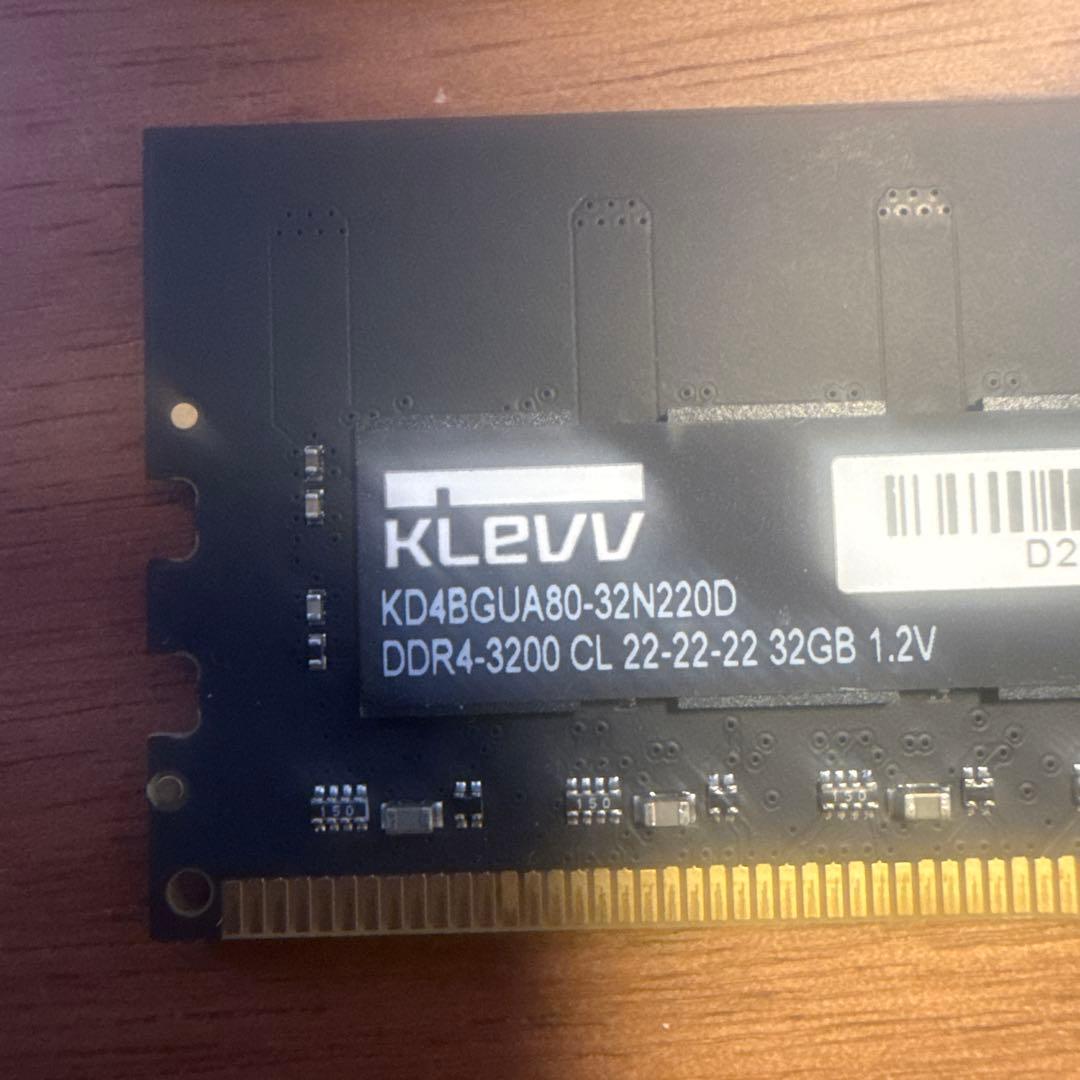 KLEVV
D2
KD4BGUA80-32N220D
DDR4-3200 CL 22-22-22 32GB 1.2V
150
150
150